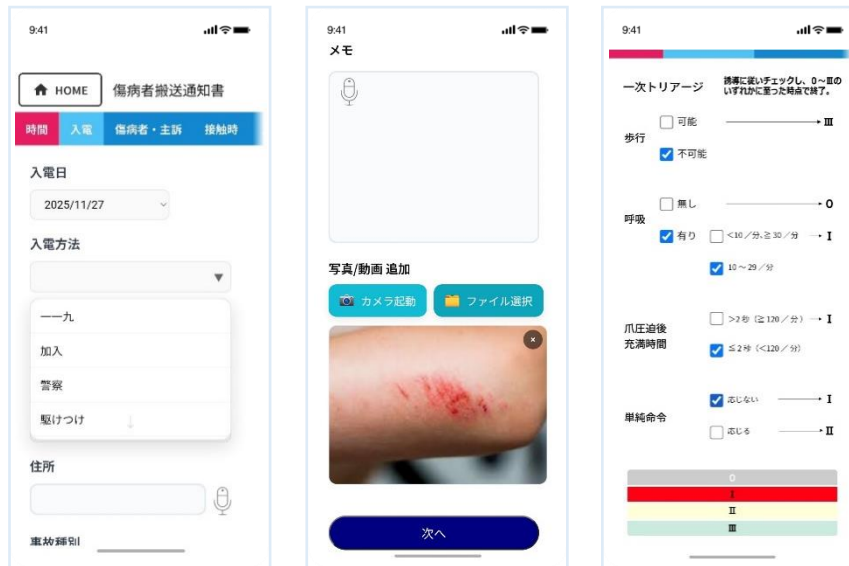 9:41
HOME
傷病者搬送通知書
時間 入電 傷病者・主訴 接触時
入電日
2025/11/27
入電方法
一一九
加入
警察
駆けつけ
住所
事故種別
9:41
メモ
写真/動画 追加
カメラ起動
ファイル選択
次へ
9:41
一次トリアージ
誘導に従いチェックし、0～Ⅲの
いずれかに至った時点で終了。
歩行
可能 Ⅲ
不可能
呼吸
無し 0
有り <10／分、≧30／分 I
10～29／分
爪圧迫後
充満時間
>2秒（≧120／分） I
≦2秒（<120／分）
単純命令
応じない I
応じる Ⅱ
0
I
Ⅱ
Ⅲ